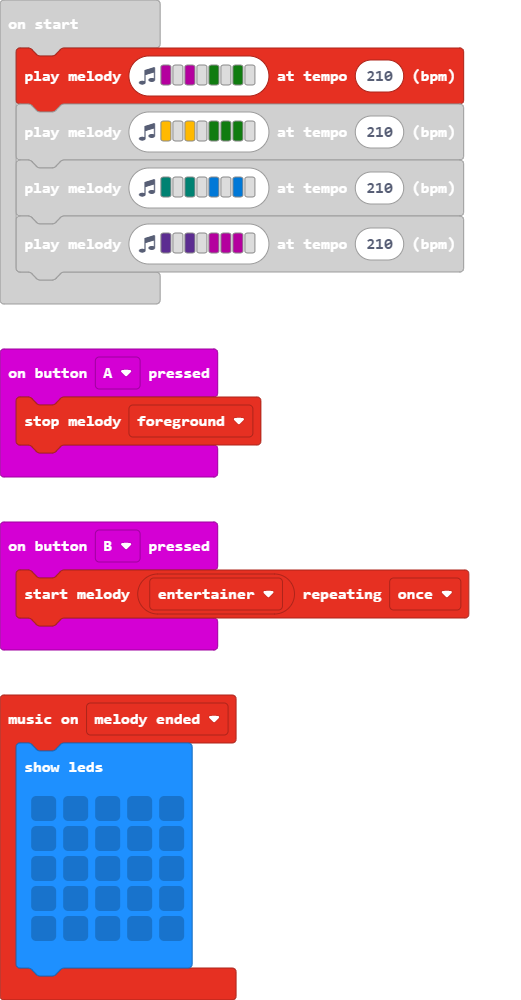 on start
play melody at tempo 210 (bpm)
play melody at tempo 210 (bpm)
play melody at tempo 210 (bpm)
play melody at tempo 210 (bpm)
on button A pressed
stop melody foreground
on button B pressed
start melody entertainer repeating once
music on melody ended
show leds